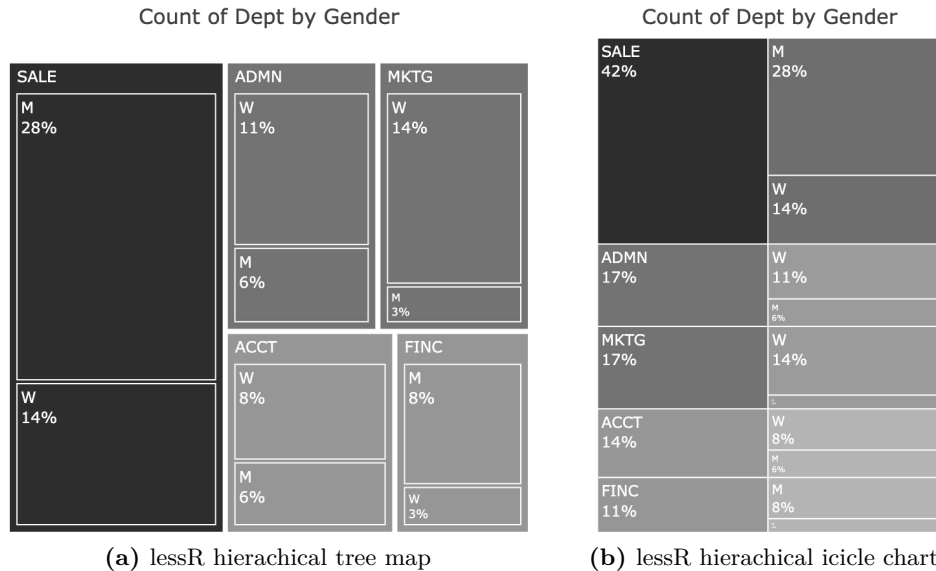 Count of Dept by Gender
SALE
M
28%
W
14%
ADMN
W
11%
M
6%
MKTG
W
14%
M
3%
ACCT
W
8%
M
6%
FINC
M
8%
W
3%
(a) lessR hierachical tree map
Count of Dept by Gender
SALE
42%
M
28%
W
14%
ADMN
17%
W
11%
M
6%
MKTG
17%
W
14%
ACCT
14%
W
8%
M
6%
FINC
11%
M
8%
(b) lessR hierachical icicle chart